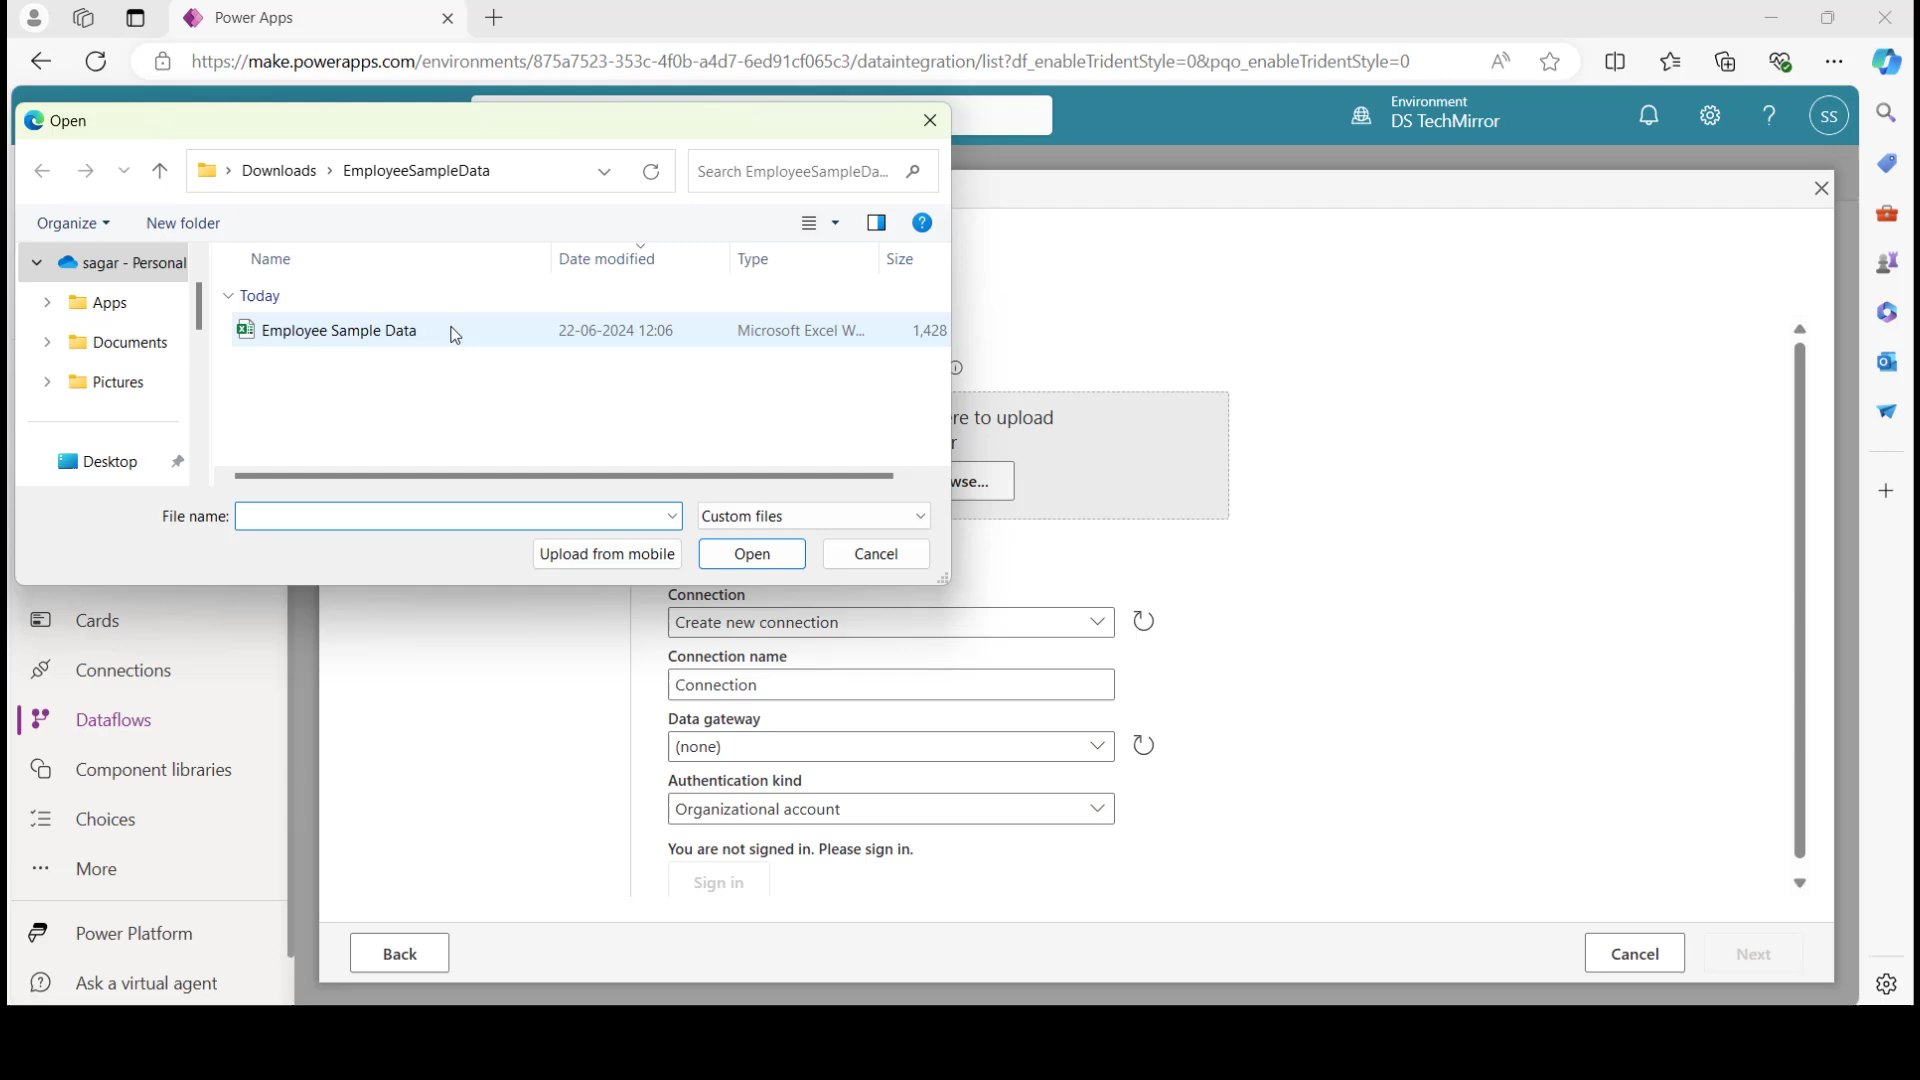 Power Apps
https://make.powerapps.com/environments/875a7523-353c-4f0b-a4d7-6ed91cf065c3/dataintegration/list?df_enableTridentStyle=0&pqo_enableTridentStyle=0
Environment
DS TechMirror
SS
Open
Downloads
EmployeeSampleData
Search EmployeeSampleDa...
Organize
New folder
sagar - Personal
Apps
Documents
Pictures
Desktop
Name
Date modified
Type
Size
Today
Employee Sample Data
22-06-2024 12:06
Microsoft Excel W...
1,428
File name:
Custom files
Upload from mobile
Open
Cancel
re to upload
r
wse...
Connection
Create new connection
Connection name
Connection
Data gateway
(none)
Authentication kind
Organizational account
You are not signed in. Please sign in.
Sign in
Cards
Connections
Dataflows
Component libraries
Choices
More
Power Platform
Ask a virtual agent
Back
Cancel
Next